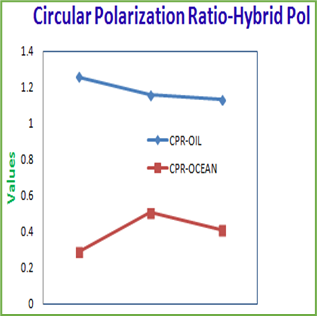 Circular Polarization Ratio-Hybrid Pol
1.4
1.2
1
0.8
0.6
0.4
0.2
0
Values
CPR-OIL
CPR-OCEAN